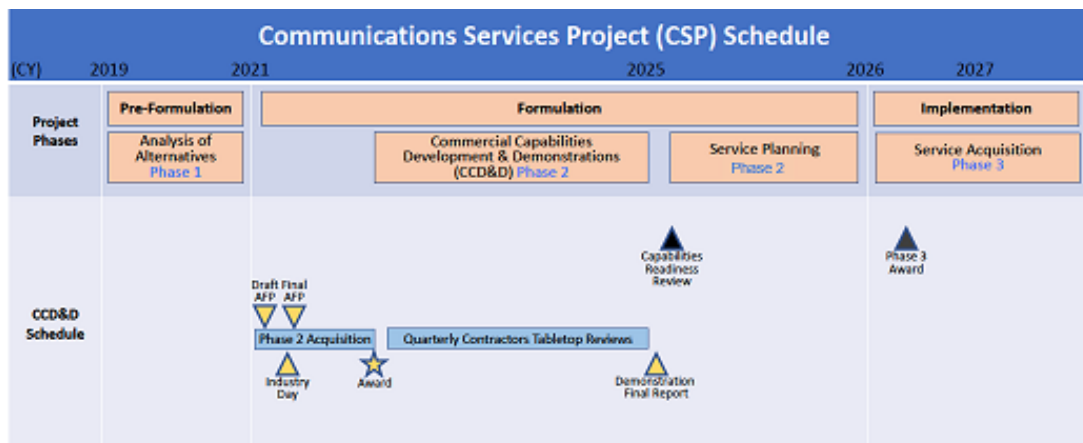 Communications Services Project (CSP) Schedule
(CY) 2019 2021 2025 2026 2027
Project
Phases
Pre-Formulation
Formulation
Implementation
Analysis of
Alternatives
Phase 1
Commercial Capabilities
Development & Demonstrations
(CCD&D) Phase 2
Service Planning
Phase 2
Service Acquisition
Phase 3
CCD&D
Schedule
Capabilities
Readiness
Review
Phase 3
Award
Draft Final
AFP AFP
Phase 2 Acquisition
Quarterly Contractors Tabletop Reviews
Industry
Day
Award
Demonstration
Final Report